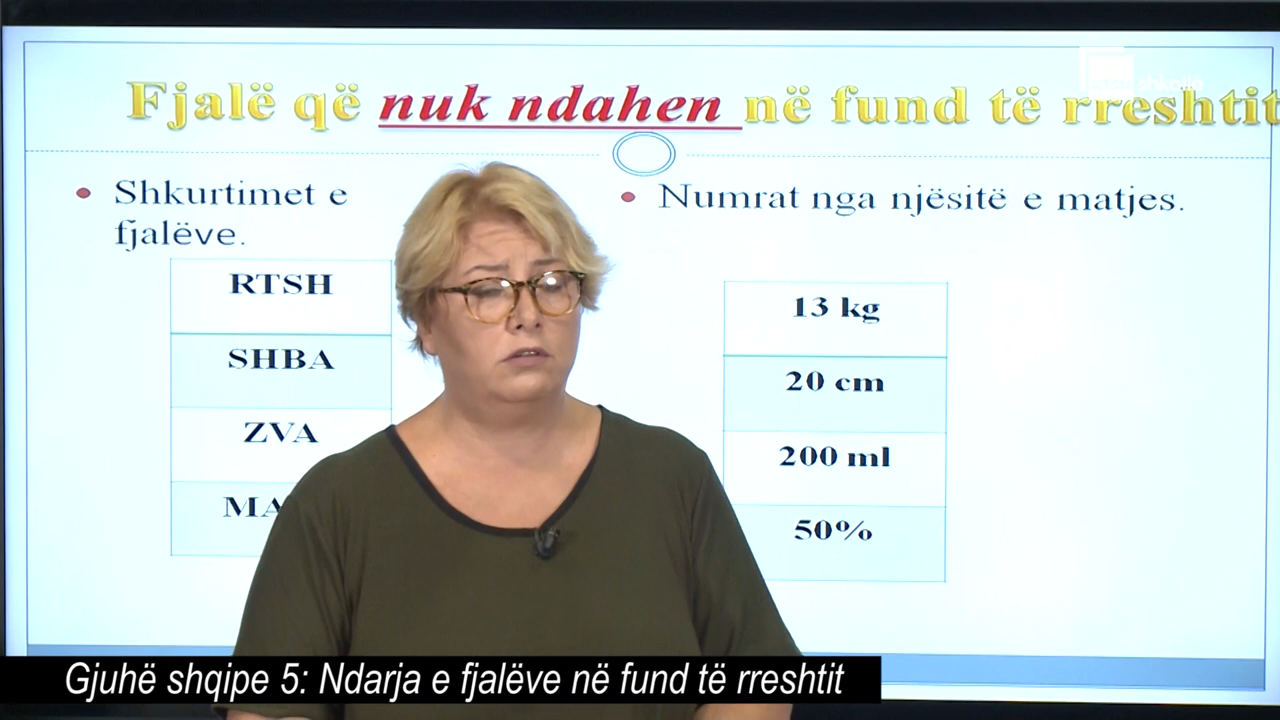 Fjalë që nuk ndahen në fund të rreshtit
Shkurtimet e
fjalëve.
RTSH
SHBA
ZVA
Numrat nga njësitë e matjes.
13 kg
20 cm
200 ml
50%
shkollë
Gjuhë shqipe 5: Ndarja e fjalëve në fund të rreshtit